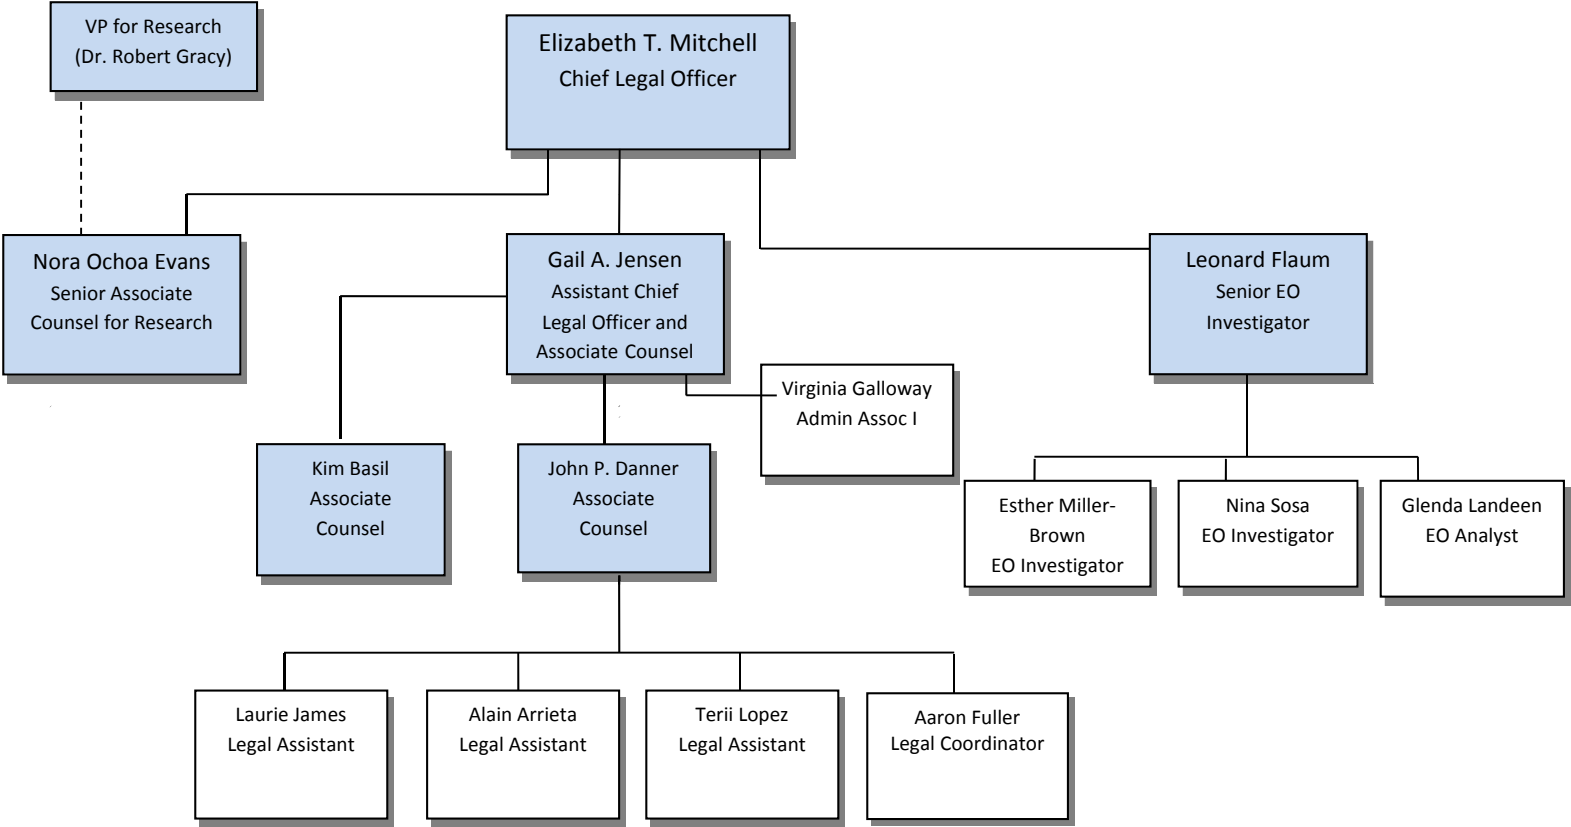 VP for Research
(Dr. Robert Gracy)
Elizabeth T. Mitchell
Chief Legal Officer
Nora Ochoa Evans
Senior Associate
Counsel for Research
Gail A. Jensen
Assistant Chief
Legal Officer and
Associate Counsel
Leonard Flaum
Senior EO
Investigator
Virginia Galloway
Admin Assoc I
Kim Basil
Associate
Counsel
John P. Danner
Associate
Counsel
Esther Miller-
Brown
EO Investigator
Nina Sosa
EO Investigator
Glenda Landeen
EO Analyst
Laurie James
Legal Assistant
Alain Arrieta
Legal Assistant
Terii Lopez
Legal Assistant
Aaron Fuller
Legal Coordinator